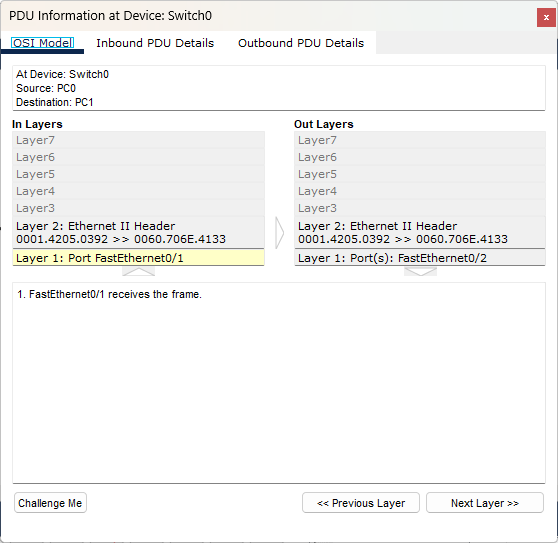 PDU Information at Device: Switch0
x
OSI Model Inbound PDU Details Outbound PDU Details
At Device: Switch0
Source: PC0
Destination: PC1
In Layers
Layer7
Layer6
Layer5
Layer4
Layer3
Layer 2: Ethernet II Header
0001.4205.0392 >> 0060.706E.4133
Layer 1: Port FastEthernet0/1
Out Layers
Layer7
Layer6
Layer5
Layer4
Layer3
Layer 2: Ethernet II Header
0001.4205.0392 >> 0060.706E.4133
Layer 1: Port(s): FastEthernet0/2
1. FastEthernet0/1 receives the frame.
Challenge Me << Previous Layer Next Layer >>